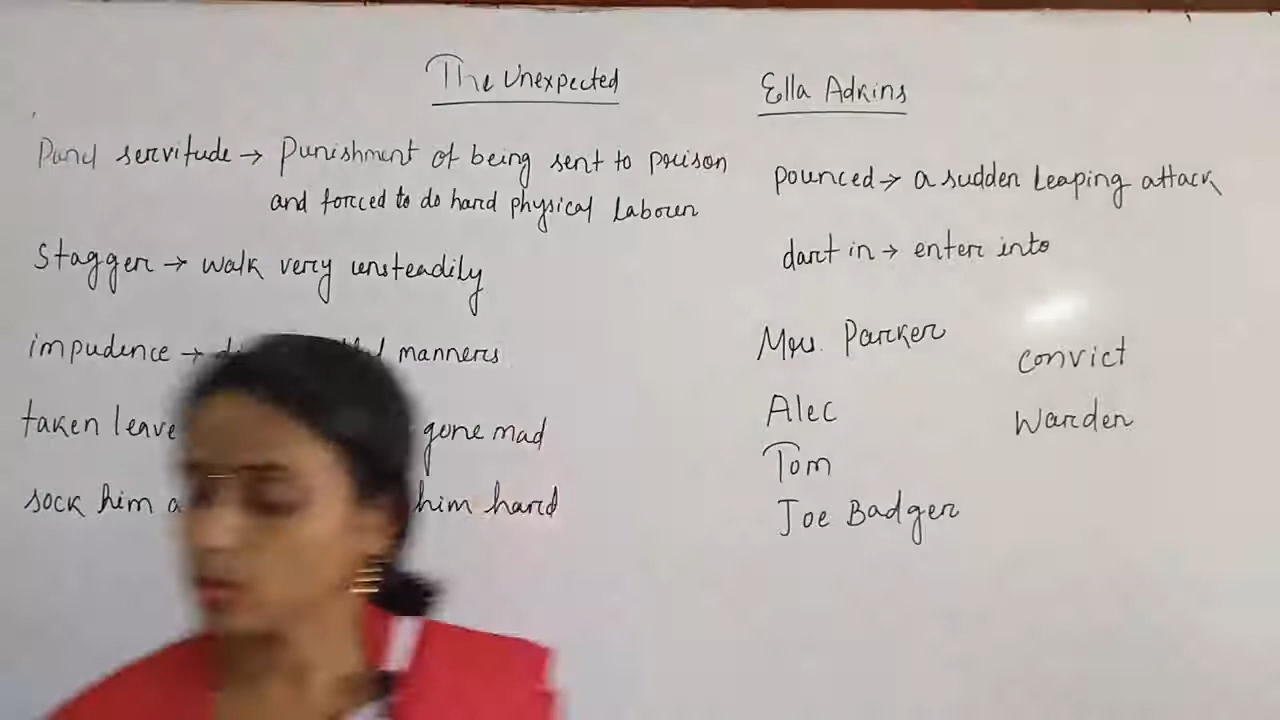 The Unexpected
Ella Adkins
servitude → Punishment of being sent to prison
and forced to do hard physical labour
Stagger → walk very unsteadily
impudence → manners
taken leave gone mad
sock him a him hard
pounced → a sudden leaping attack
dart in → enter into
Mrs. Parker
Alec
Tom
Joe Badger
convict
Warden